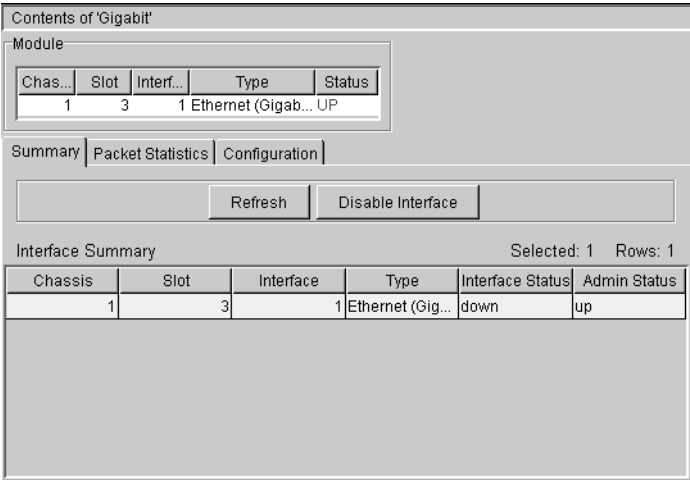 Contents of 'Gigabit'
Module
Chas... Slot Interf... Type Status
1 3 1 Ethernet (Gigab... UP
Summary Packet Statistics Configuration
Refresh Disable Interface
Interface Summary Selected: 1 Rows: 1
Chassis Slot Interface Type Interface Status Admin Status
1 3 1 Ethernet (Gig... down up